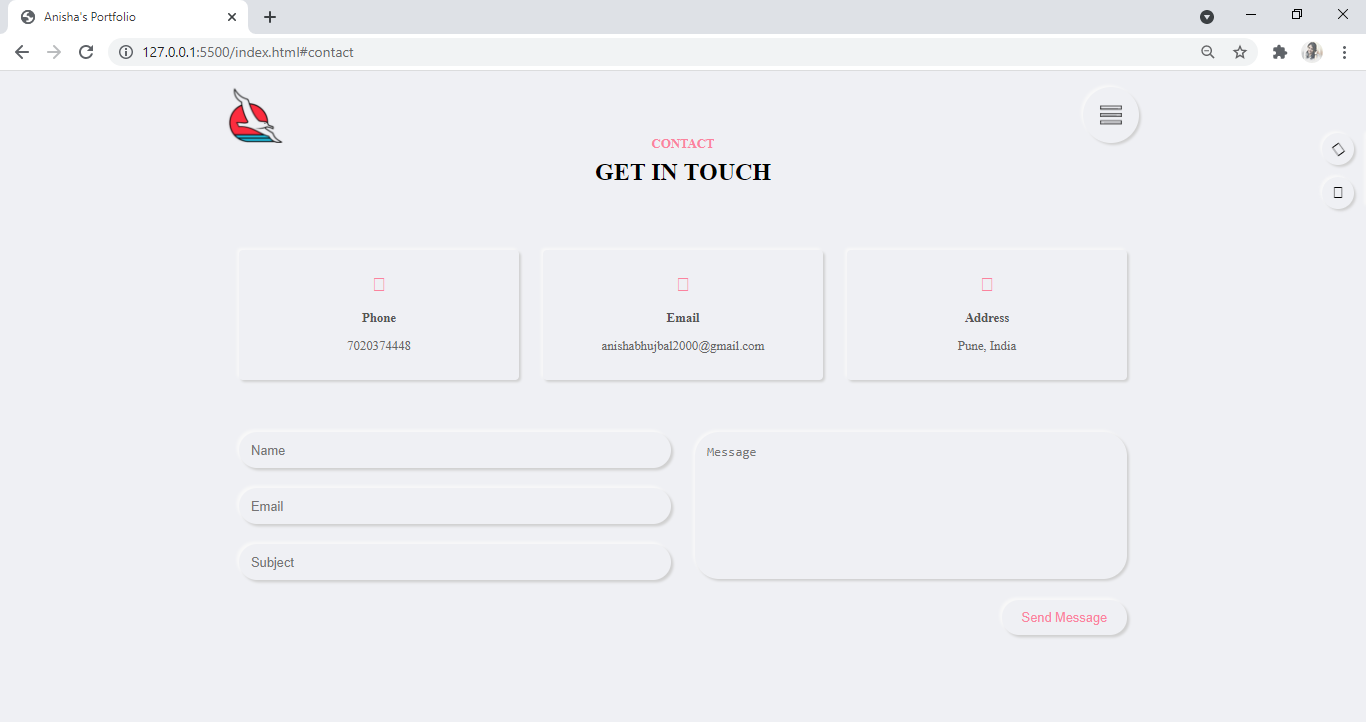 Anisha's Portfolio
127.0.0.1:5500/index.html#contact
CONTACT
GET IN TOUCH
Phone
7020374448
Email
anishabhujbal2000@gmail.com
Address
Pune, India
Name
Email
Subject
Message
Send Message